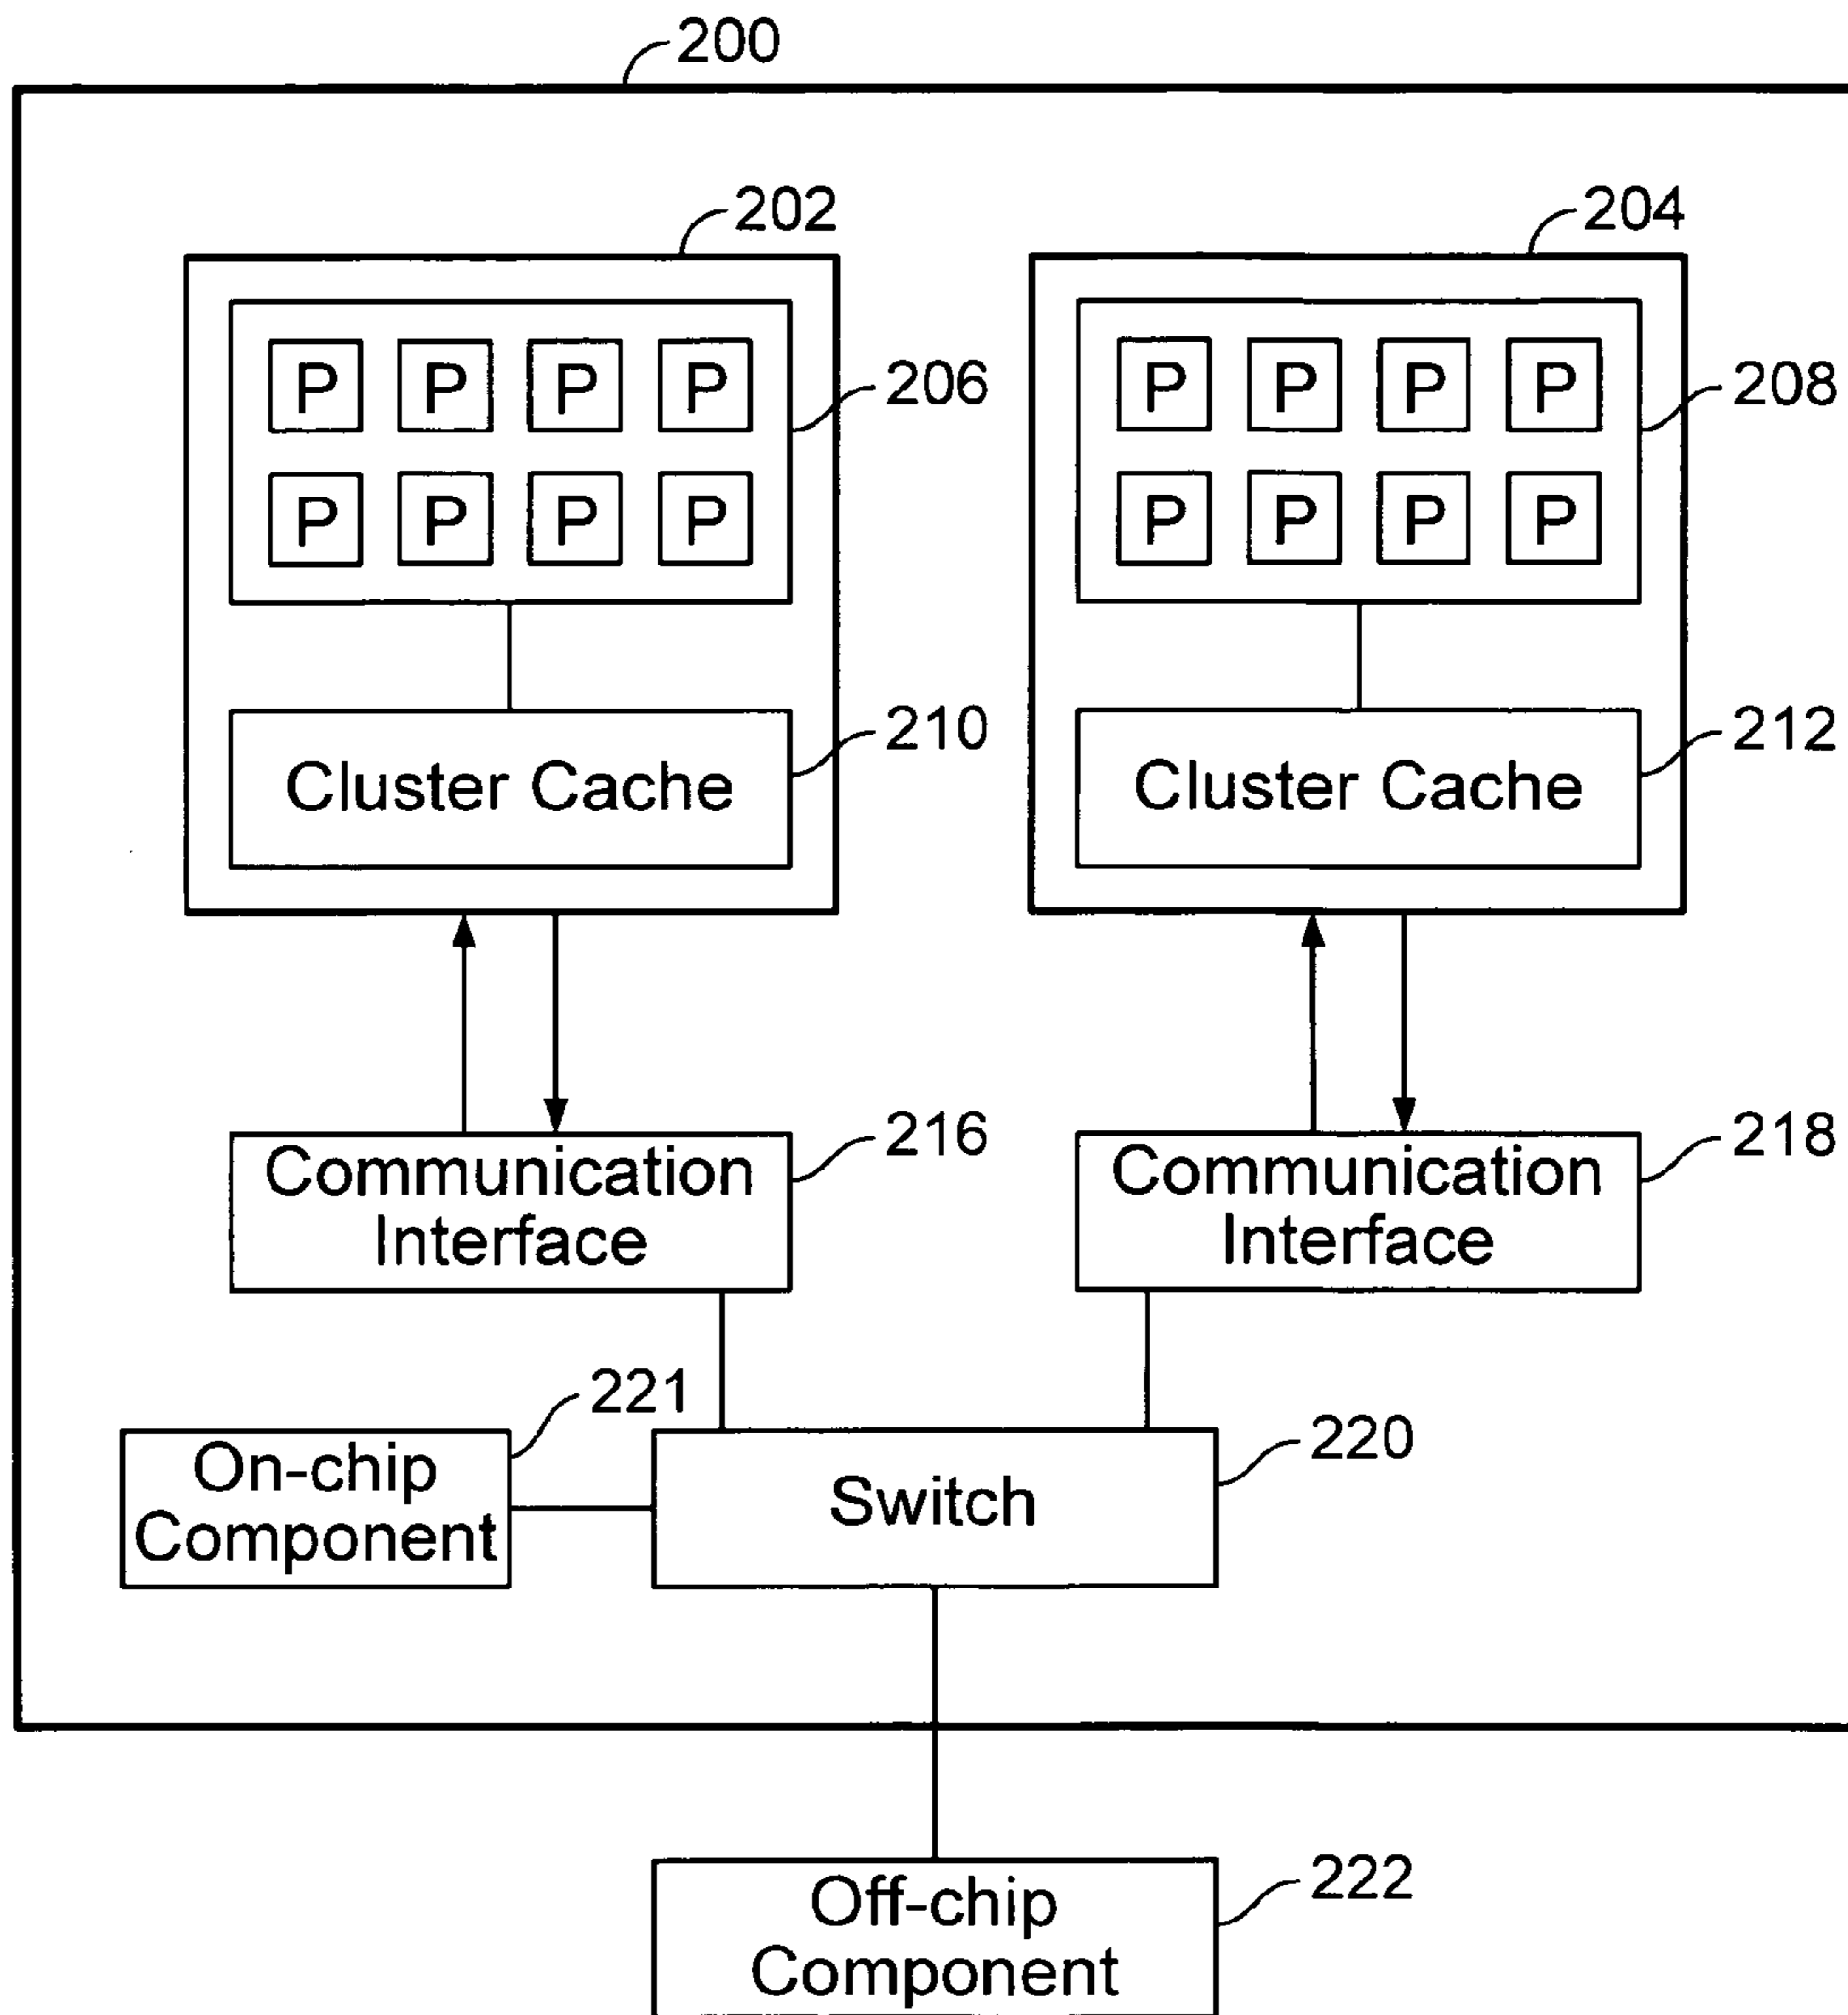 200
202
204
P P P P
P P P P
206
P P P P
P P P P
208
Cluster Cache
210
Cluster Cache
212
Communication
Interface
216
Communication
Interface
218
221
On-chip
Component
Switch
220
Off-chip
Component
222